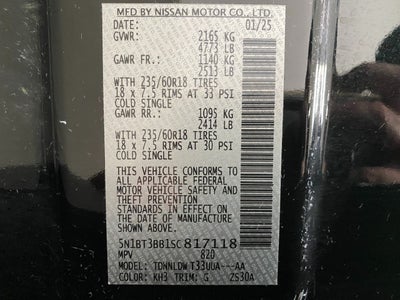 MFD BY NISSAN MOTOR CO., LTD.
DATE: 01/25
GVWR: 2165 KG
4773 LB
GAWR FR.: 1140 KG
2513 LB
WITH 235/60R18 TIRES
18 x 7.5 RIMS AT 33 PSI
COLD SINGLE
GAWR RR.: 1095 KG
2414 LB
WITH 235/60R18 TIRES
18 x 7.5 RIMS AT 30 PSI
COLD SINGLE
THIS VEHICLE CONFORMS TO
ALL APPLICABLE FEDERAL
MOTOR VEHICLE SAFETY AND
THEFT PREVENTION
STANDARDS IN EFFECT ON
THE DATE OF MANUFACTURE
SHOWN ABOVE.
5N1BT3BB1SC817118
MPV 820
MODEL: TDHNLDW T33UUA---AA
COLOR: KH3 TRIM: G 2S30A